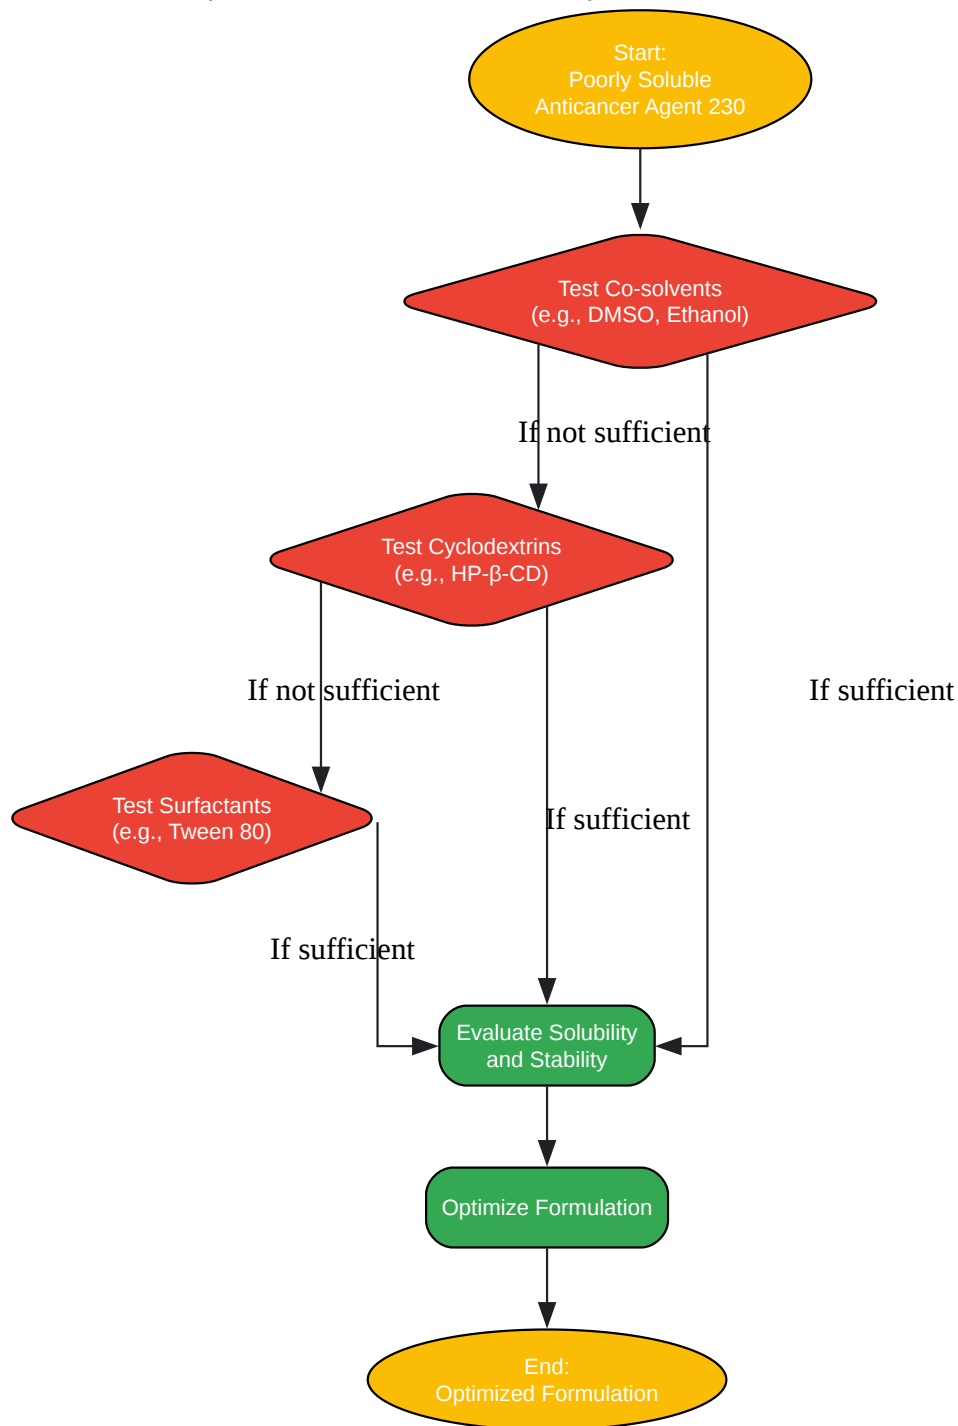 Start:
Poorly Soluble
Anticancer Agent 230
Test Co-solvents
(e.g., DMSO, Ethanol)
If not sufficient
Test Cyclodextrins
(e.g., HP-β-CD)
If not sufficient
If sufficient
Test Surfactants
(e.g., Tween 80)
If sufficient
If sufficient
Evaluate Solubility
and Stability
Optimize Formulation
End:
Optimized Formulation